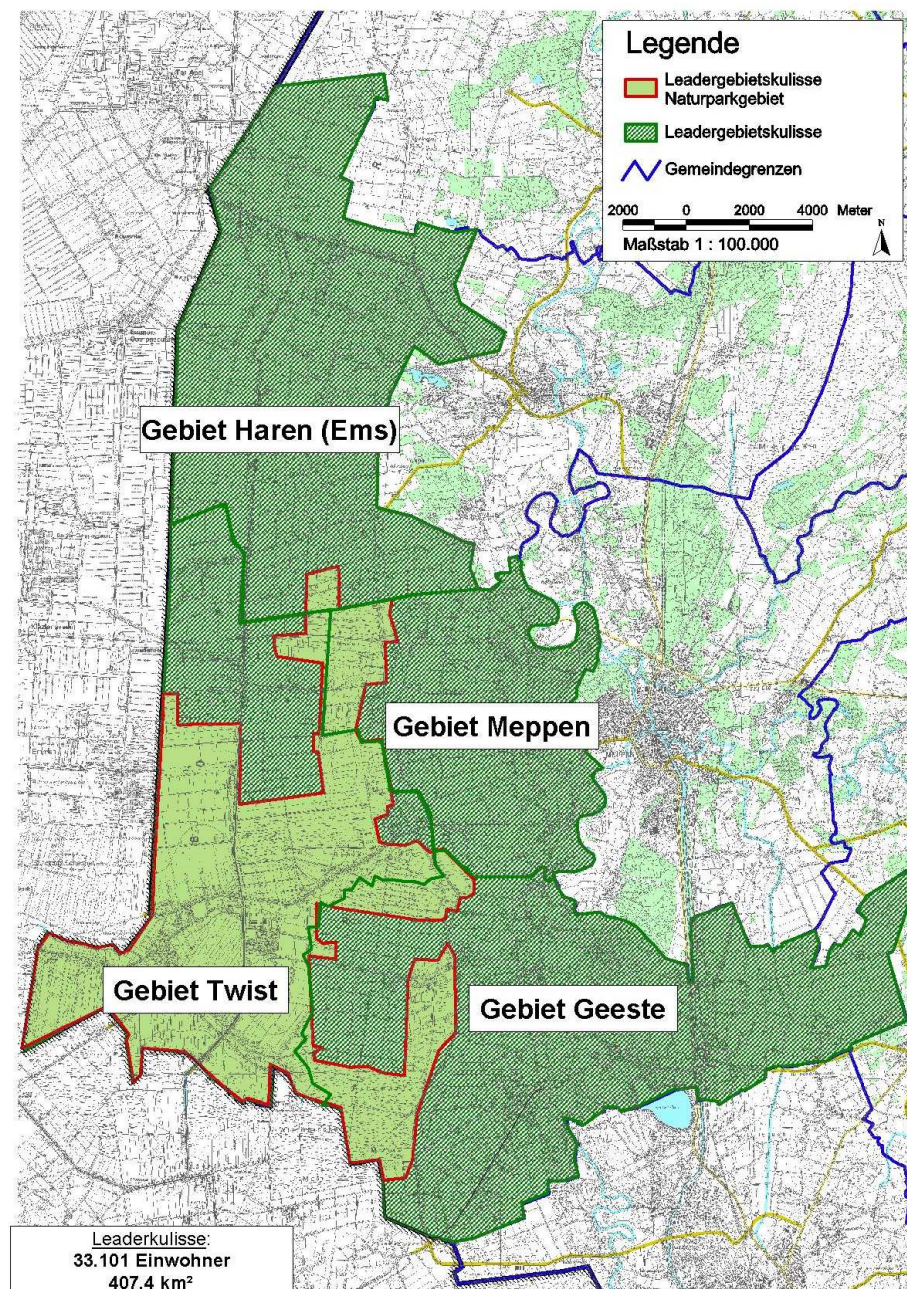 Legende
Leadergebietskulisse
Naturparkgebiet
Leadergebietskulisse
Gemeindegrenzen
2000 0 2000 4000 Meter
N
Maßstab 1 : 100.000
Gebiet Haren (Ems)
Gebiet Meppen
Gebiet Twist
Gebiet Geeste
Leaderkulisse:
33.101 Einwohner
407,4 km²